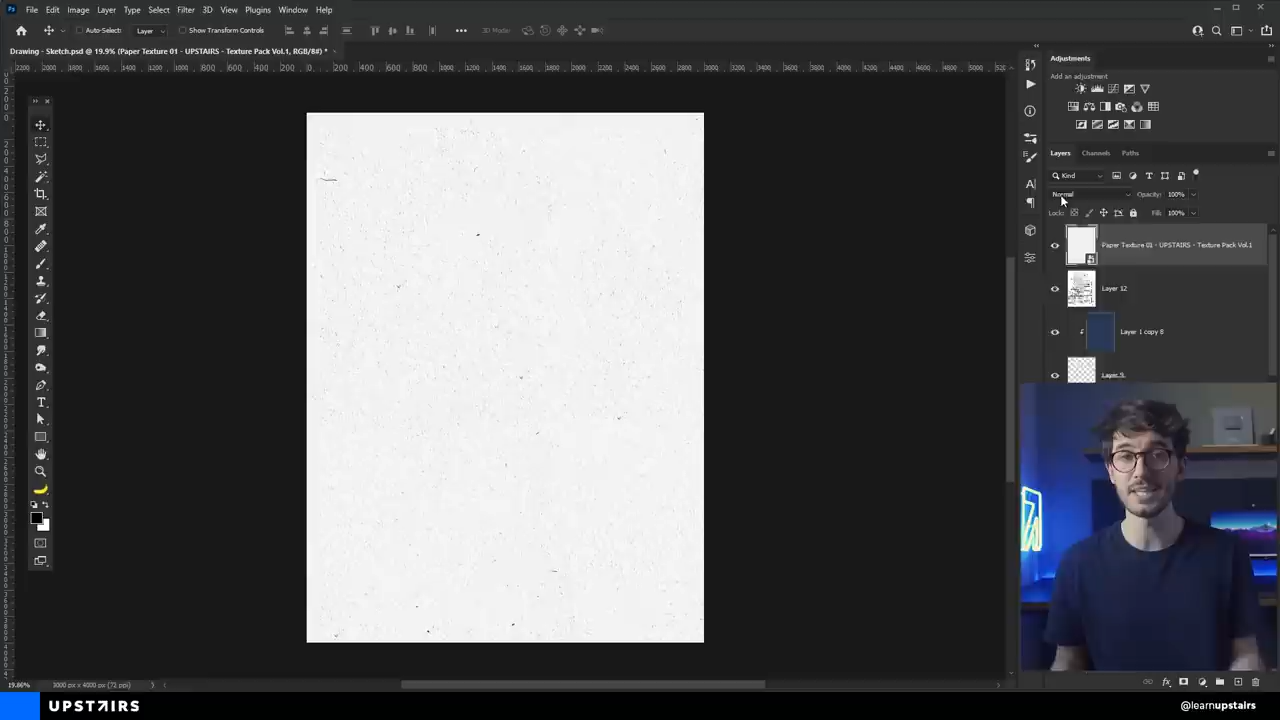 File Edit Image Layer Type Select Filter 3D View Plugins Window Help
Auto-Select: Layer Show Transform Controls 3D Mode:
Drawing - Sketch.psd @ 19.9% (Paper Texture 01 - UPSTAIRS - Texture Pack Vol.1, RGB/8#) *
Adjustments
Add an adjustment
Layers Channels Paths
Kind
Normal Opacity: 100%
Lock: Fill: 100%
Paper Texture 01 - UPSTAIRS - Texture Pack Vol.1
Layer 12
Layer 1 copy 8
Layer 9
19.86% 3000 px x 4000 px (72 ppi)
UPSTAIRS
@learnupstairs